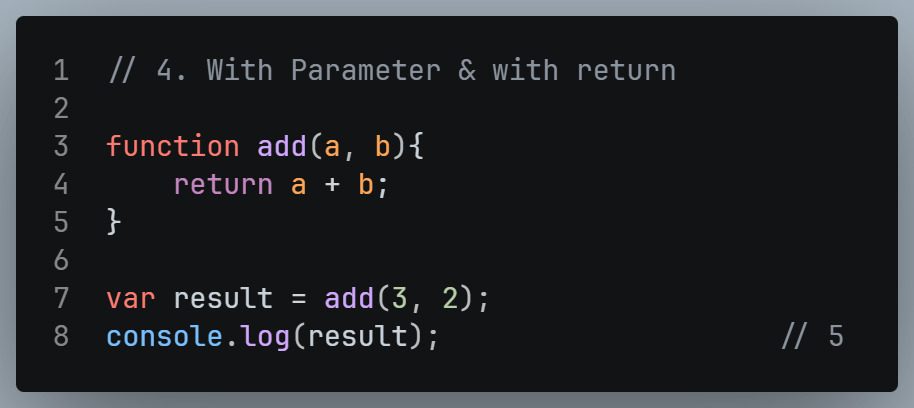 1 // 4. With Parameter & with return
2
3 function add(a, b){
4     return a + b;
5 }
6
7 var result = add(3, 2);
8 console.log(result);                    // 5